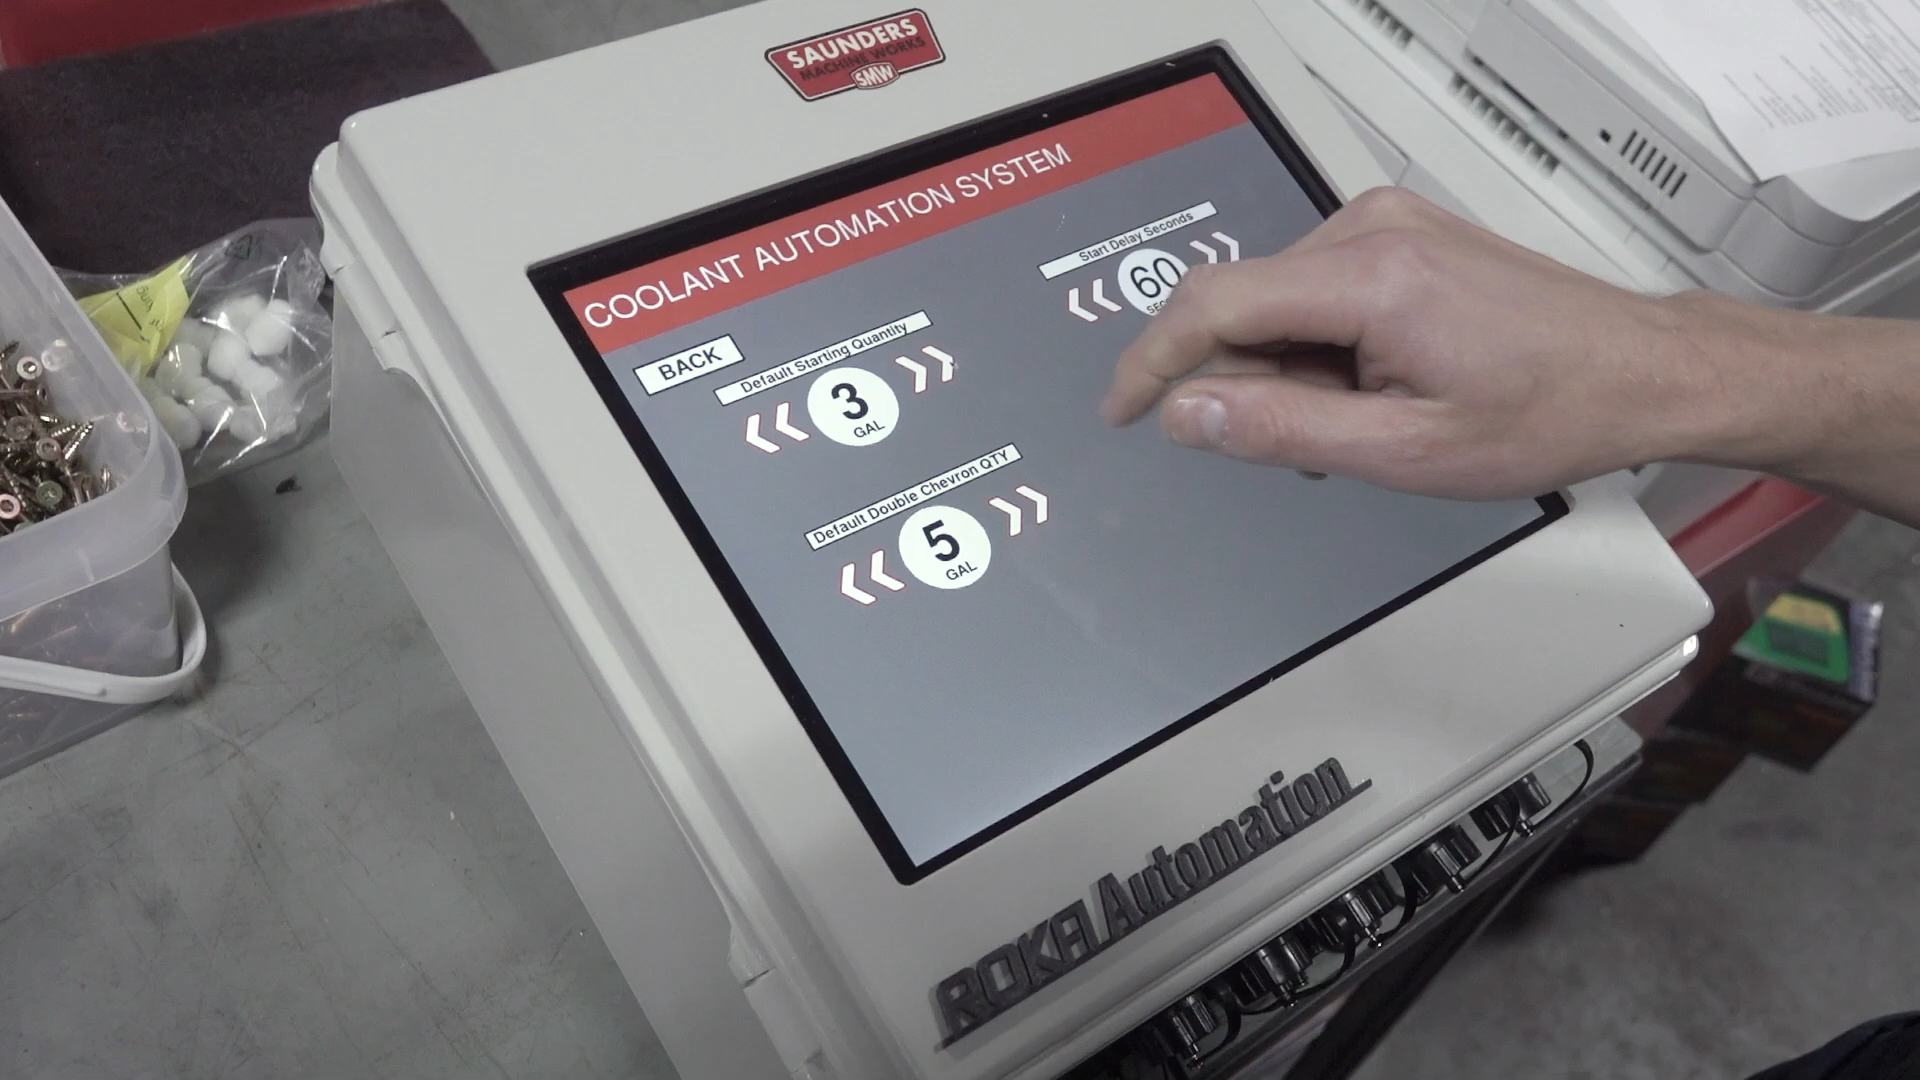 SAUNDERS
MACHINE WORKS
SMW
COOLANT AUTOMATION SYSTEM
BACK
Default Starting Quantity
3
GAL
Start Delay Seconds
60
Default Double Chevron QTY
5
GAL
ROKA Automation